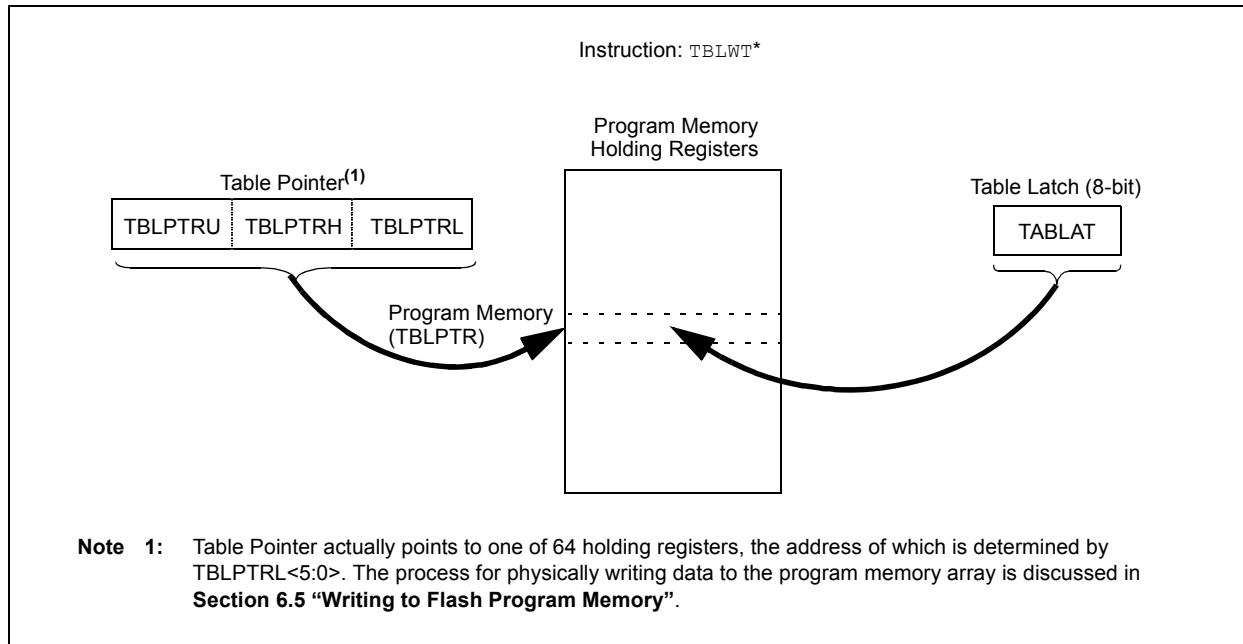 Instruction: TBLWT*
Program Memory
Holding Registers
Table Pointer(1)
Table Latch (8-bit)
TBLPTRU TBLPTRH TBLPTRL
TABLAT
Program Memory
(TBLPTR)
Note 1: Table Pointer actually points to one of 64 holding registers, the address of which is determined by
TBLPTRL<5:0>. The process for physically writing data to the program memory array is discussed in
Section 6.5 “Writing to Flash Program Memory”.